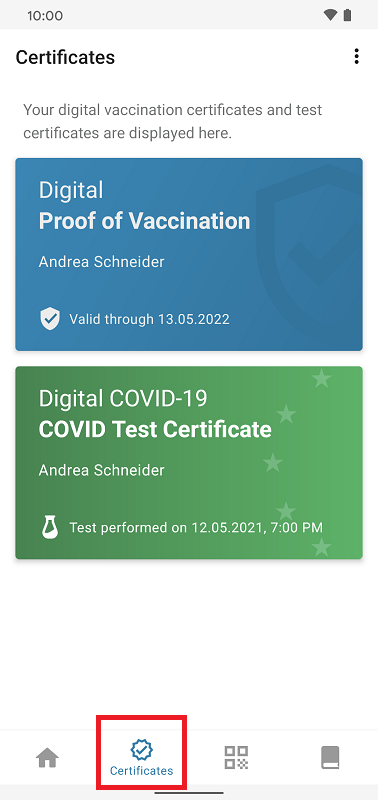 10:00
Certificates
Your digital vaccination certificates and test
certificates are displayed here.
Digital
Proof of Vaccination
Andrea Schneider
Valid through 13.05.2022
Digital COVID-19
COVID Test Certificate
Andrea Schneider
Test performed on 12.05.2021, 7:00 PM
Certificates